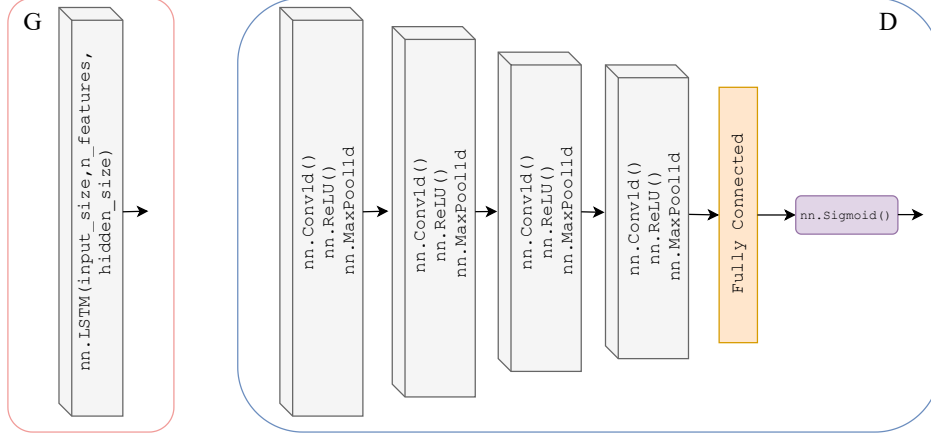 G
nn.LSTM(input_size,n_features,
hidden_size)
D
nn.Conv1d()
nn.ReLU()
nn.MaxPool1d
nn.Conv1d()
nn.ReLU()
nn.MaxPool1d
nn.Conv1d()
nn.ReLU()
nn.MaxPool1d
nn.Conv1d()
nn.ReLU()
nn.MaxPool1d
Fully Connected
nn.Sigmoid()